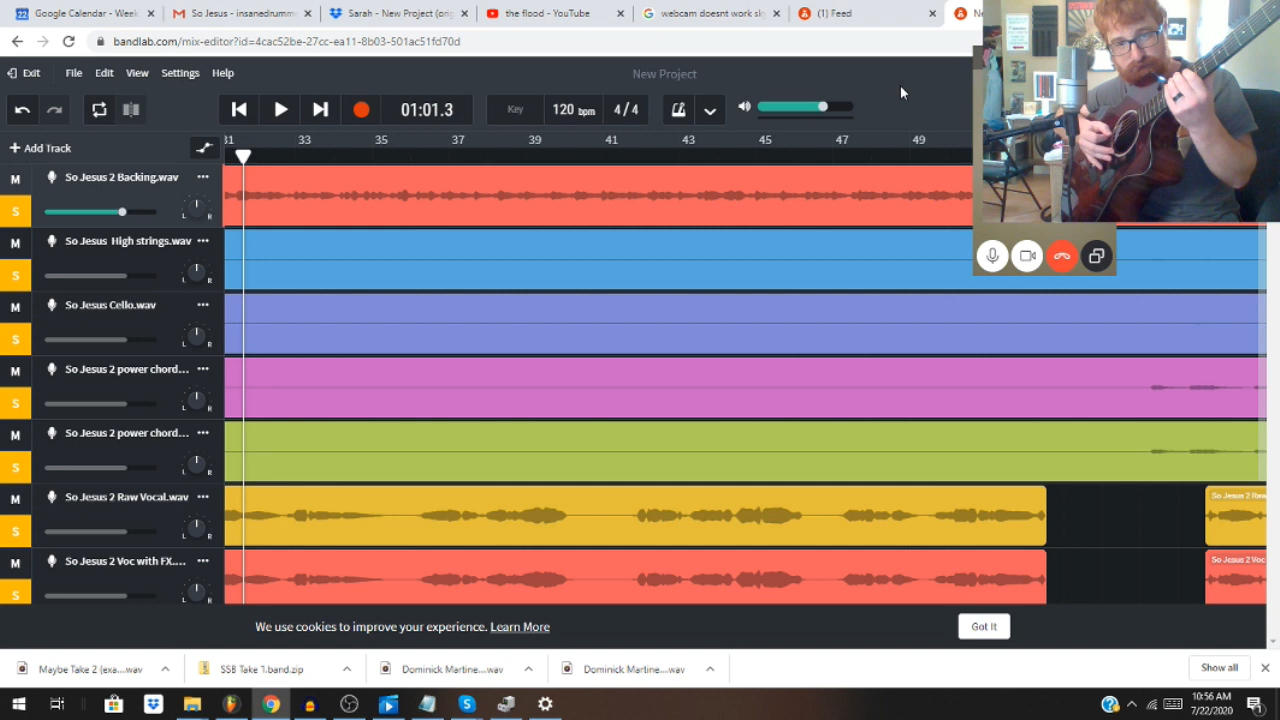 22 Google Calendar - Week
So Jesus - insanedrumme
Sarah - New Project (orig
the flood - YouTube
webcam doesnt work sk
(1) Feed
bandlab.com/mix-editor?id=4cac52be-32cc-ea11-8b03-501ac51fd70d
Exit File Edit View Settings Help
New Project
01:01.3 Key 120 bpm 4/4
Add Track
31 33 35 37 39 41 43 45 47 49
M So Jesus 2 Backing.wav
S L R
M So Jesus High strings.wav
S L R
M So Jesus Cello.wav
S L R
M So Jesus 2 power chord...
S L R
M So Jesus 2 power chord...
S L R
M So Jesus 2 Raw Vocal.wav
So Jesus 2 Raw
S L R
M So Jesus 2 Voc with FX....
So Jesus 2 Voc
S L R
We use cookies to improve your experience. Learn More
Got It
Maybe Take 2 (exa....wav
SSB Take 1.band.zip
Dominick Martine....wav
Dominick Martine....wav
Show all
10:56 AM
7/22/2020